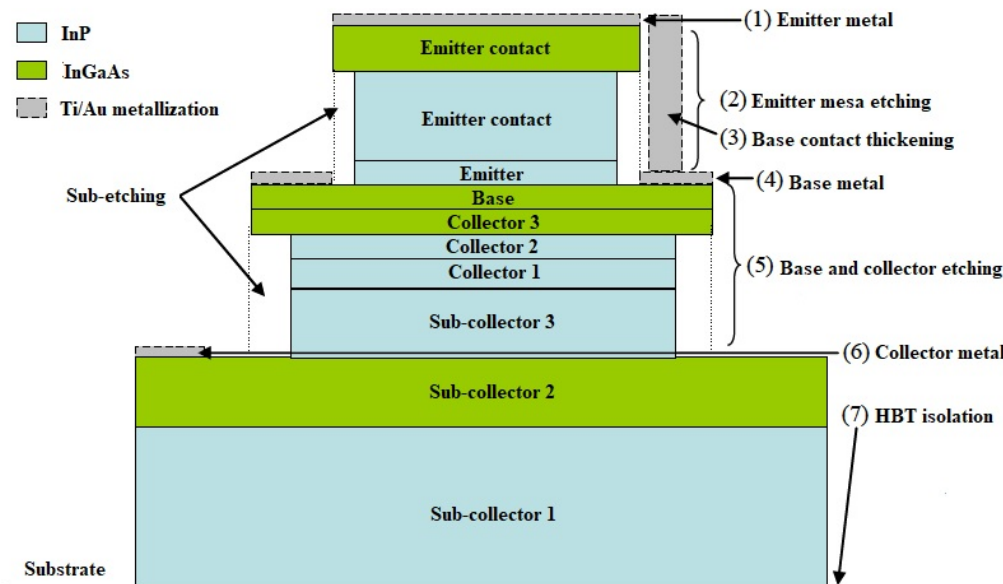 InP
InGaAs
Ti/Au metallization
(1) Emitter metal
Emitter contact
(2) Emitter mesa etching
Emitter contact
(3) Base contact thickening
Sub-etching
Emitter
(4) Base metal
Base
Collector 3
Collector 2
(5) Base and collector etching
Collector 1
Sub-collector 3
(6) Collector metal
Sub-collector 2
(7) HBT isolation
Sub-collector 1
Substrate